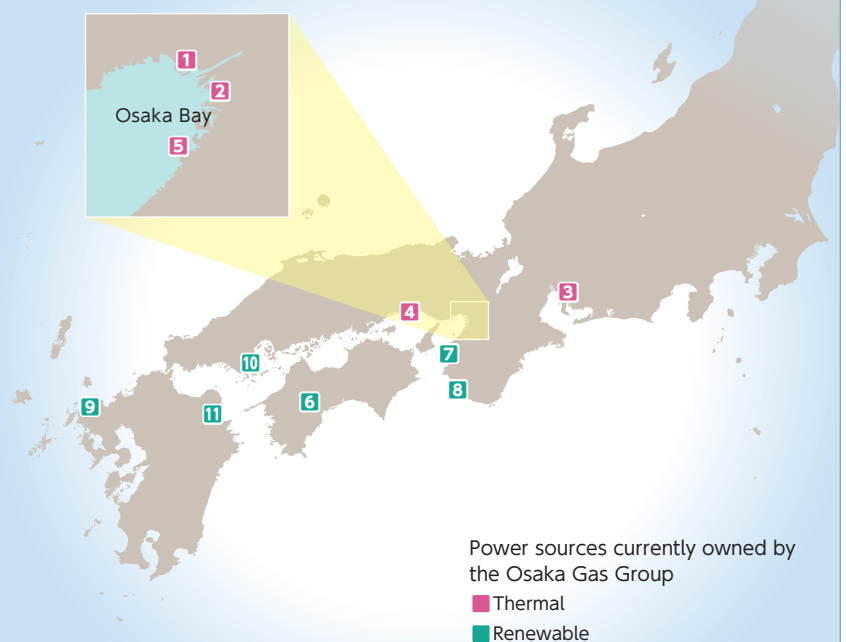 1
2
Osaka Bay
5
3
4
7
10
8
6
9
11
Power sources currently owned by
the Osaka Gas Group
Thermal
Renewable